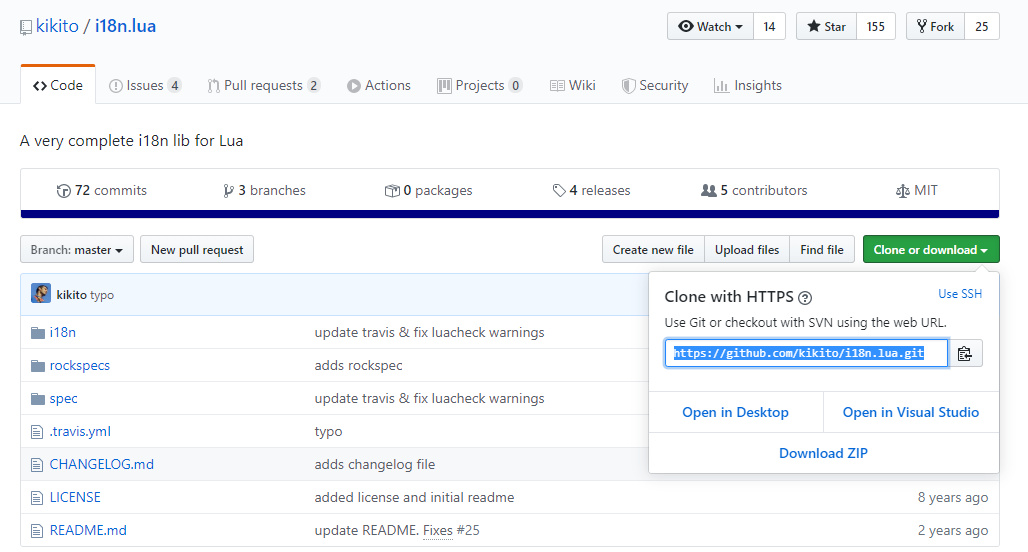 kikito / i18n.lua
Watch 14 Star 155 Fork 25
Code Issues 4 Pull requests 2 Actions Projects 0 Wiki Security Insights
A very complete i18n lib for Lua
72 commits 3 branches 0 packages 4 releases 5 contributors MIT
Branch: master New pull request Create new file Upload files Find file Clone or download
kikito typo
Clone with HTTPS Use SSH
Use Git or checkout with SVN using the web URL.
https://github.com/kikito/i18n.lua.git
Open in Desktop Open in Visual Studio
Download ZIP
i18n update travis & fix luacheck warnings
rockspecs adds rockspec
spec update travis & fix luacheck warnings
.travis.yml typo
CHANGELOG.md adds changelog file
LICENSE added license and initial readme 8 years ago
README.md update README. Fixes #25 2 years ago